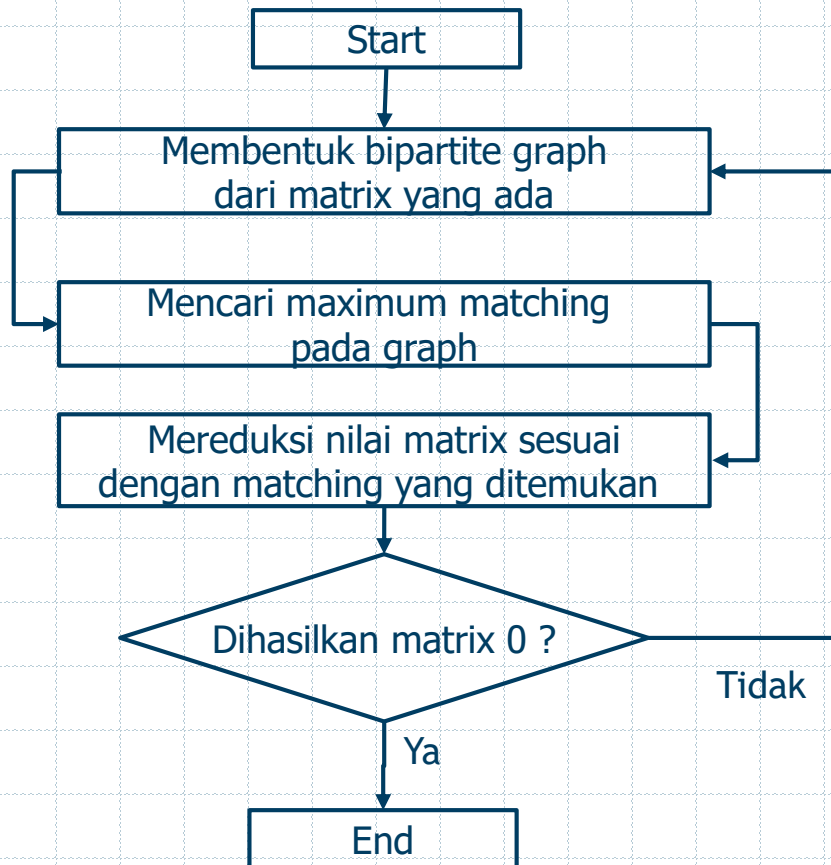 Start
Membentuk bipartite graph
dari matrix yang ada
Mencari maximum matching
pada graph
Mereduksi nilai matrix sesuai
dengan matching yang ditemukan
Dihasilkan matrix 0 ?
Tidak
Ya
End